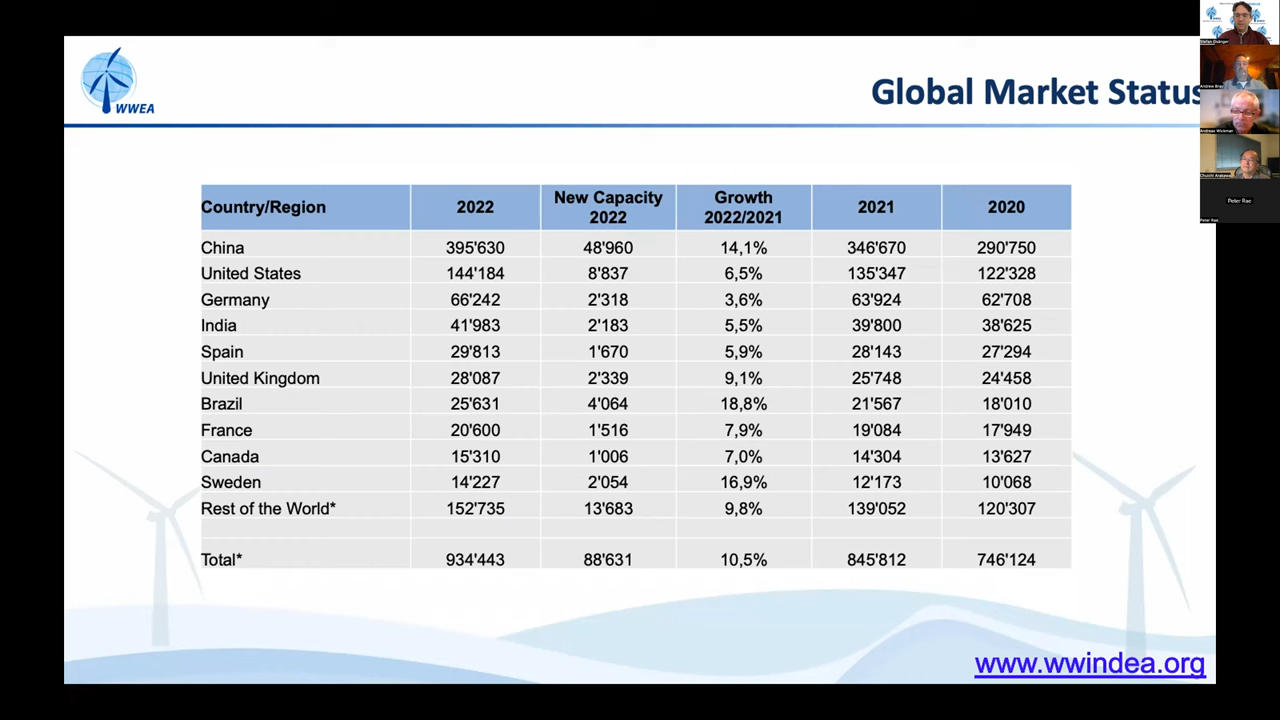 WWEA
Global Market Status
Country/Region 2022 New Capacity 2022 Growth 2022/2021 2021 2020
China 395'630 48'960 14,1% 346'670 290'750
United States 144'184 8'837 6,5% 135'347 122'328
Germany 66'242 2'318 3,6% 63'924 62'708
India 41'983 2'183 5,5% 39'800 38'625
Spain 29'813 1'670 5,9% 28'143 27'294
United Kingdom 28'087 2'339 9,1% 25'748 24'458
Brazil 25'631 4'064 18,8% 21'567 18'010
France 20'600 1'516 7,9% 19'084 17'949
Canada 15'310 1'006 7,0% 14'304 13'627
Sweden 14'227 2'054 16,9% 12'173 10'068
Rest of the World* 152'735 13'683 9,8% 139'052 120'307
Total* 934'443 88'631 10,5% 845'812 746'124
www.wwindea.org
Andreas Wickman
Peter Rae
Peter Rae